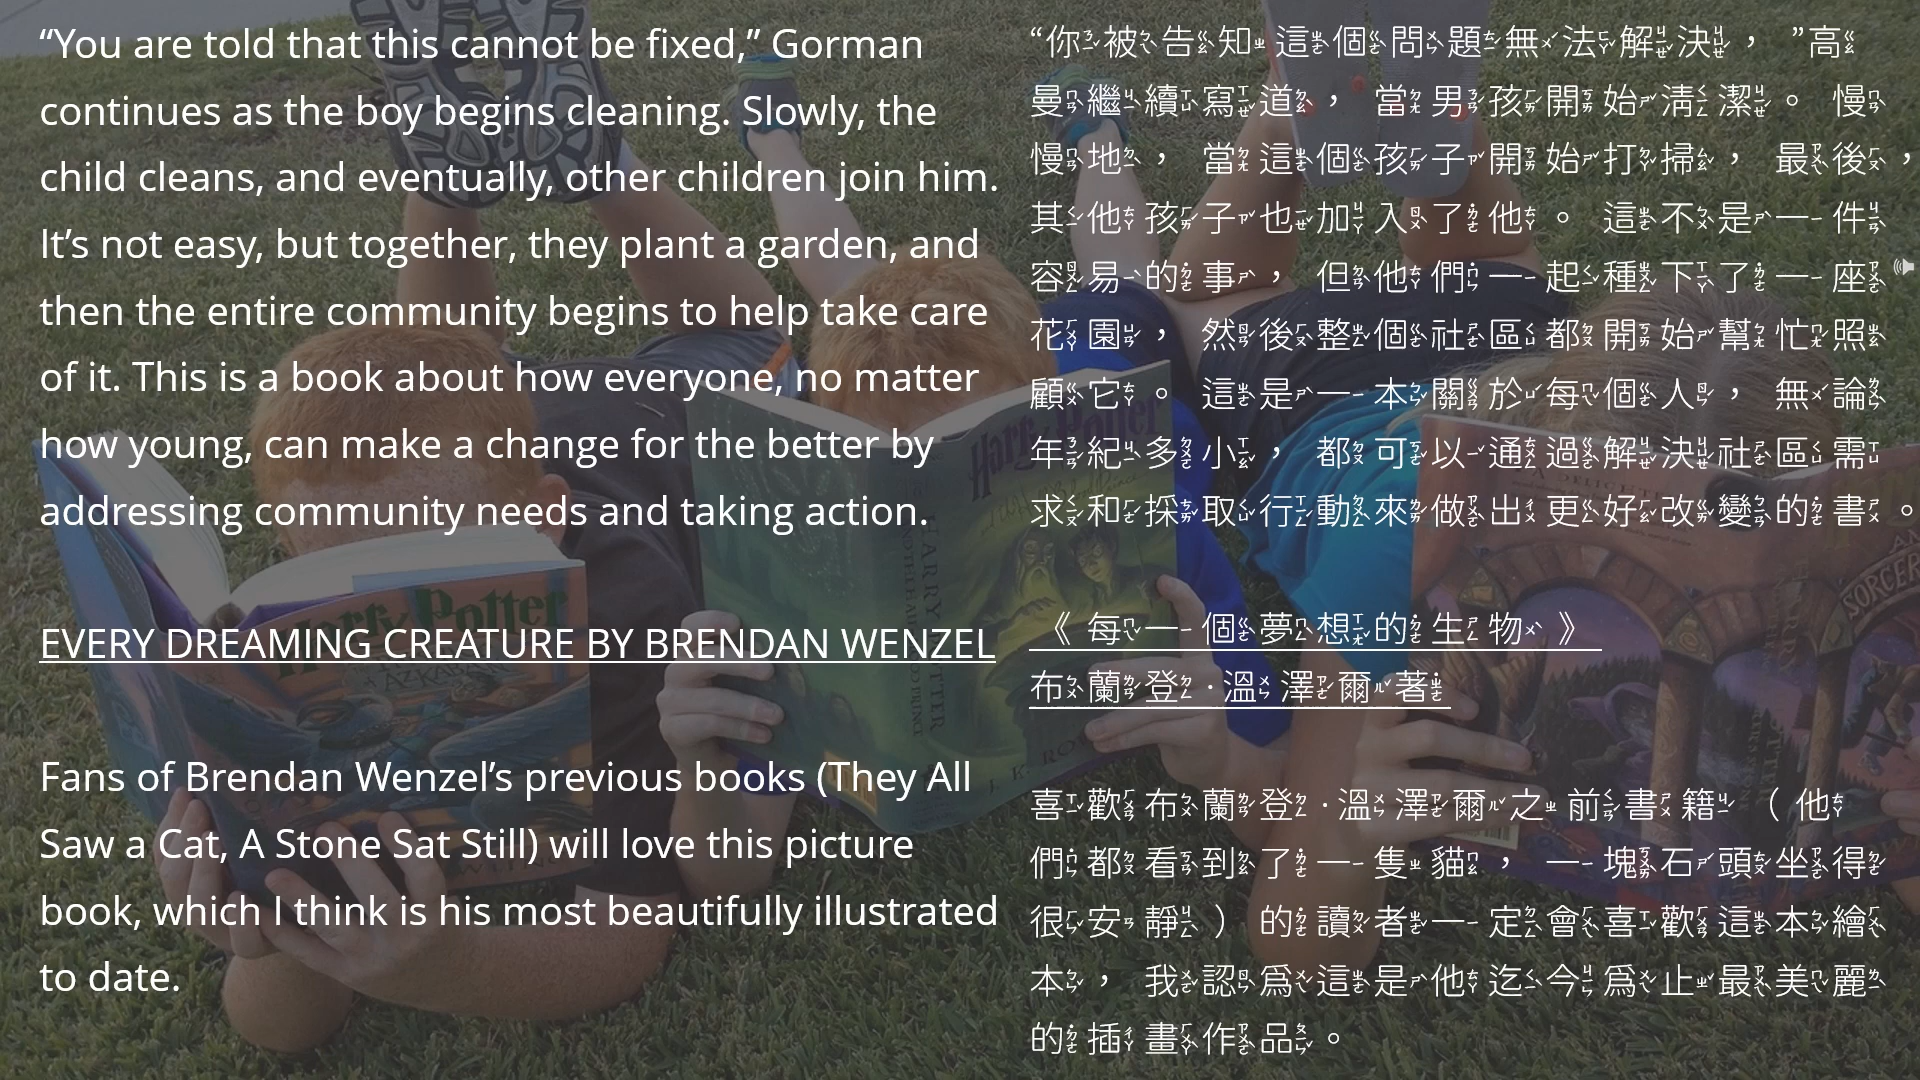 “You are told that this cannot be fixed,” Gorman
continues as the boy begins cleaning. Slowly, the
child cleans, and eventually, other children join him.
It’s not easy, but together, they plant a garden, and
then the entire community begins to help take care
of it. This is a book about how everyone, no matter
how young, can make a change for the better by
addressing community needs and taking action.
EVERY DREAMING CREATURE BY BRENDAN WENZEL
Fans of Brendan Wenzel’s previous books (They All
Saw a Cat, A Stone Sat Still) will love this picture
book, which I think is his most beautifully illustrated
to date.
“你被告知這個問題無法解決，”高
曼繼續寫道，當男孩開始清潔。慢
慢地，當這個孩子開始打掃，最後，
其他孩子也加入了他。這不是一件
容易的事，但他們一起種下了一座
花園，然後整個社區都開始幫忙照
顧它。這是一本關於每個人，無論
年紀多小，都可以通過解決社區需
求和採取行動來做出更好改變的書。
《每一個夢想的生物》
布蘭登·溫澤爾著
喜歡布蘭登·溫澤爾之前書籍（他
們都看到了一隻貓，一塊石頭坐得
很安靜）的讀者一定會喜歡這本繪
本，我認爲這是他迄今爲止最美麗
的插畫作品。
Harry Potter
AZKABAN
Harry Potter
HARRY POTTER
SORCER